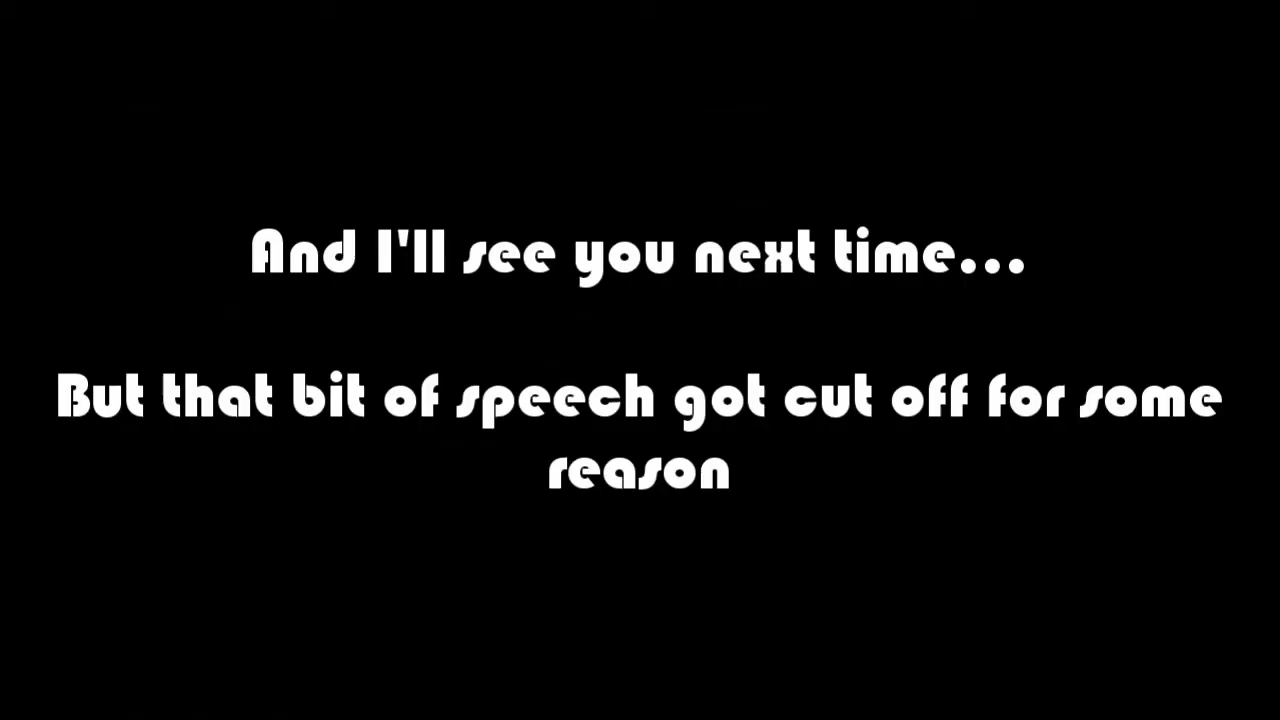 And I'll see you next time...
But that bit of speech got cut off for some
reason